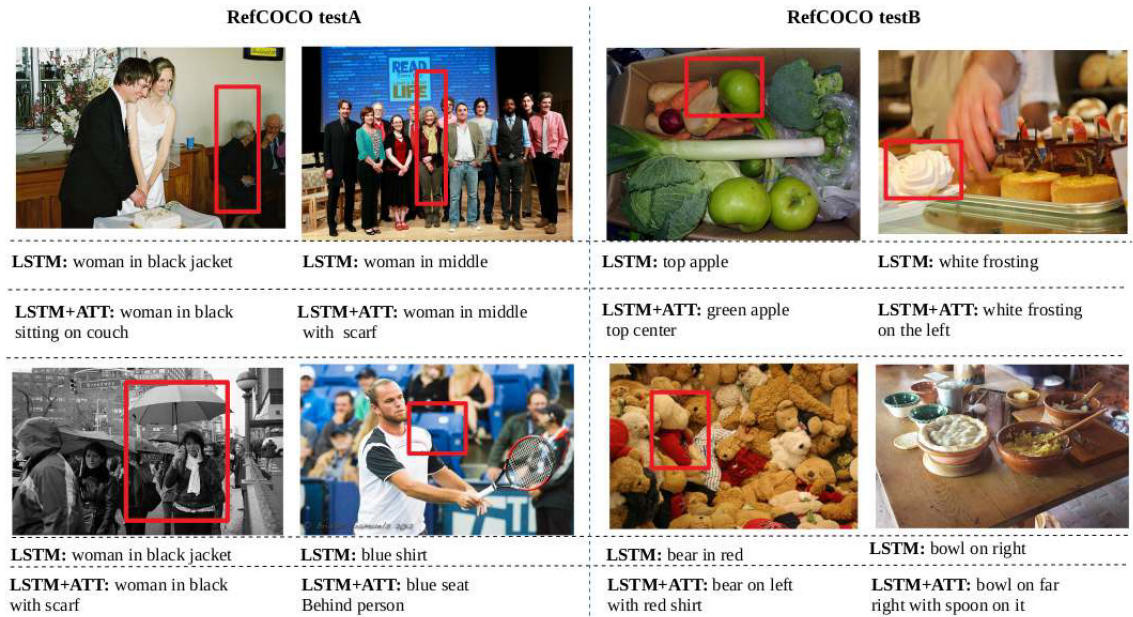 RefCOCO testA
RefCOCO testB
READ
LIFE
LSTM: woman in black jacket
LSTM: woman in middle
LSTM: top apple
LSTM: white frosting
LSTM+ATT: woman in black
sitting on couch
LSTM+ATT: woman in middle
with scarf
LSTM+ATT: green apple
top center
LSTM+ATT: white frosting
on the left
LSTM: woman in black jacket
LSTM: blue shirt
LSTM: bear in red
LSTM: bowl on right
LSTM+ATT: woman in black
with scarf
LSTM+ATT: blue seat
Behind person
LSTM+ATT: bear on left
with red shirt
LSTM+ATT: bowl on far
right with spoon on it